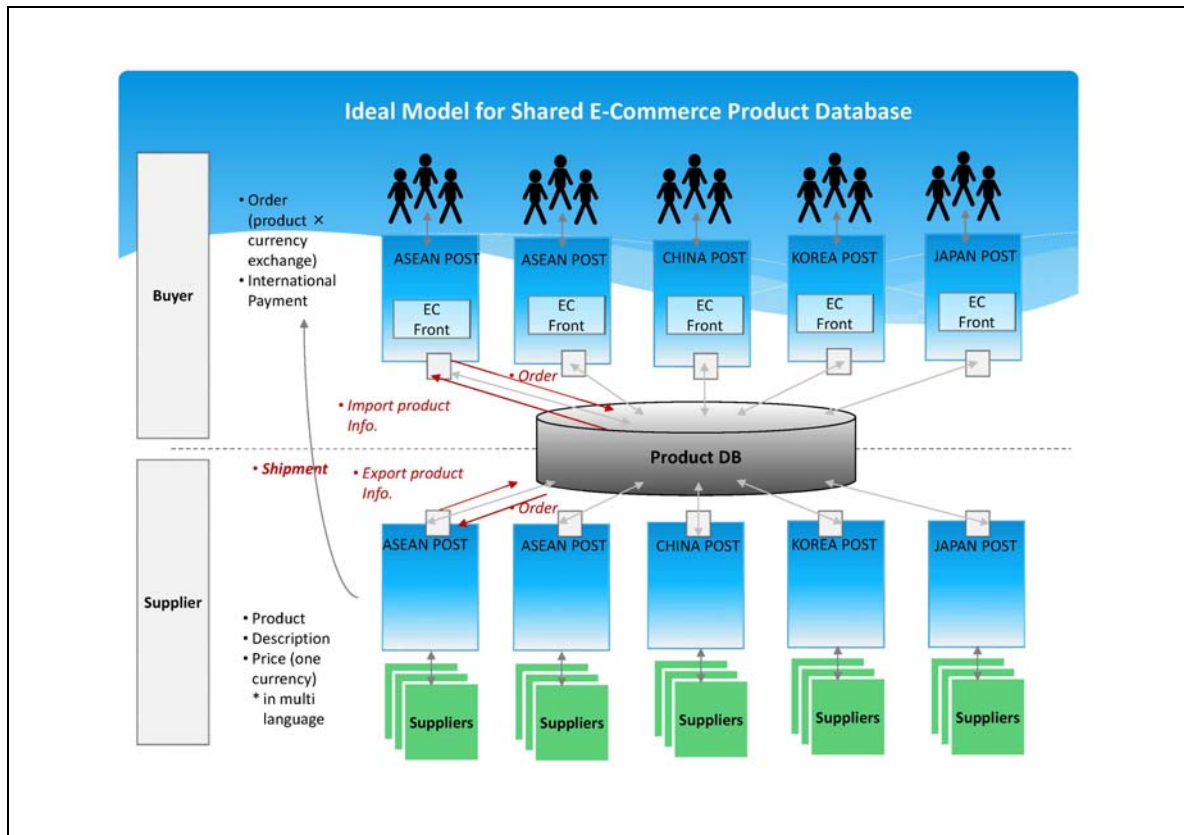 Ideal Model for Shared E-Commerce Product Database
Buyer
• Order
(product ×
currency
exchange)
• International
Payment
ASEAN POST
ASEAN POST
CHINA POST
KOREA POST
JAPAN POST
EC
Front
EC
Front
EC
Front
EC
Front
EC
Front
• Order
• Import product
Info.
Product DB
• Shipment
• Export product
Info.
• Order
ASEAN POST
ASEAN POST
CHINA POST
KOREA POST
JAPAN POST
Supplier
• Product
• Description
• Price (one
currency)
* in multi
language
Suppliers
Suppliers
Suppliers
Suppliers
Suppliers